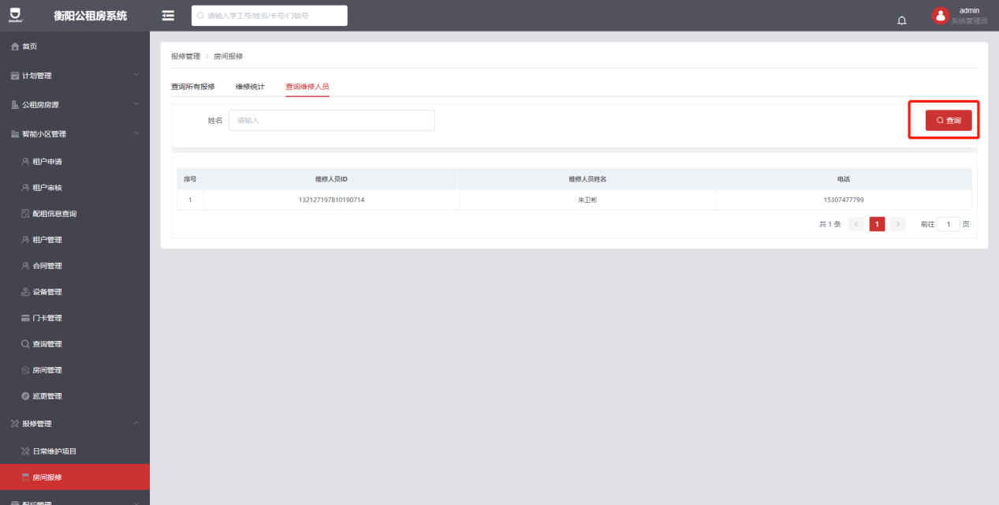 衡阳公租房系统
请输入学工号/姓名/卡号/门锁号
admin
系统管理员
首页
计划管理
公租房房源
智能小区管理
租户申请
租户审核
配租信息查询
租户管理
合同管理
设备管理
门卡管理
查询管理
房间管理
巡更管理
报修管理
日常维护项目
房间报修
报修管理 > 房间报修
查询所有报修 维修统计 查询维修人员
姓名 请输入 查询
序号 维修人员ID 维修人员姓名 电话
1 132127197810190714 朱卫彬 15307477799
共 1 条 < 1 > 前往 1 页